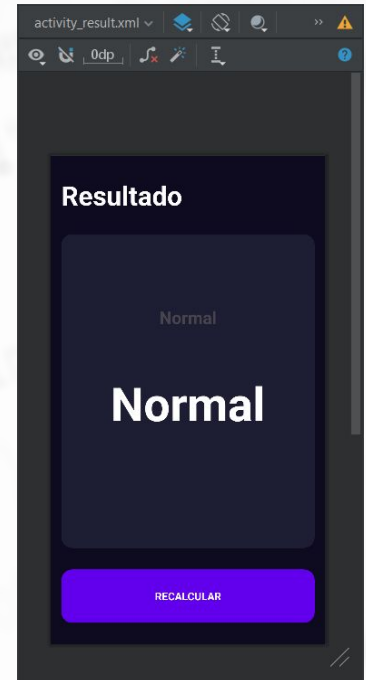 activity_result.xml
0dp
?
Resultado
Normal
Normal
RECALCULAR